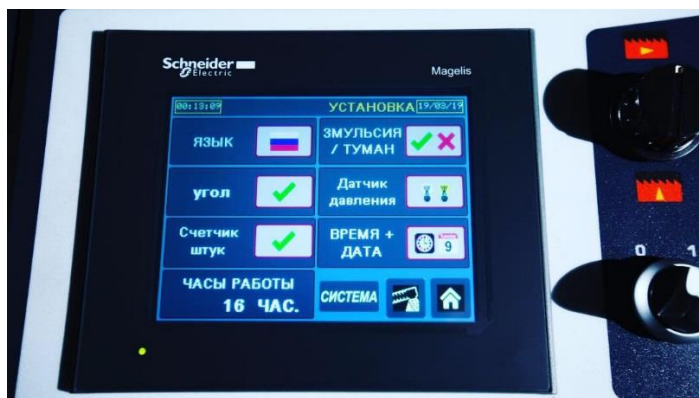 Schneider
Electric
Magelis
00:13:09
УСТАНОВКА
19/03/19
ЯЗЫК
ЗМУЛЬСИЯ
/ ТУМАН
угол
Датчик
давления
Счетчик
штук
ВРЕМЯ +
ДАТА
9
ЧАСЫ РАБОТЫ
16 ЧАС.
СИСТЕМА
0
1